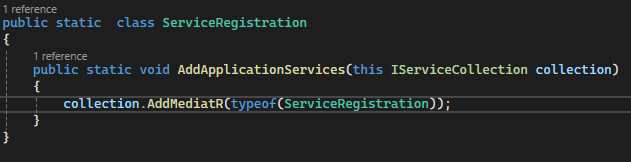 1 reference
public static  class ServiceRegistration
{
1 reference
public static void AddApplicationServices(this IServiceCollection collection)
{
collection.AddMediatR(typeof(ServiceRegistration));
}
}